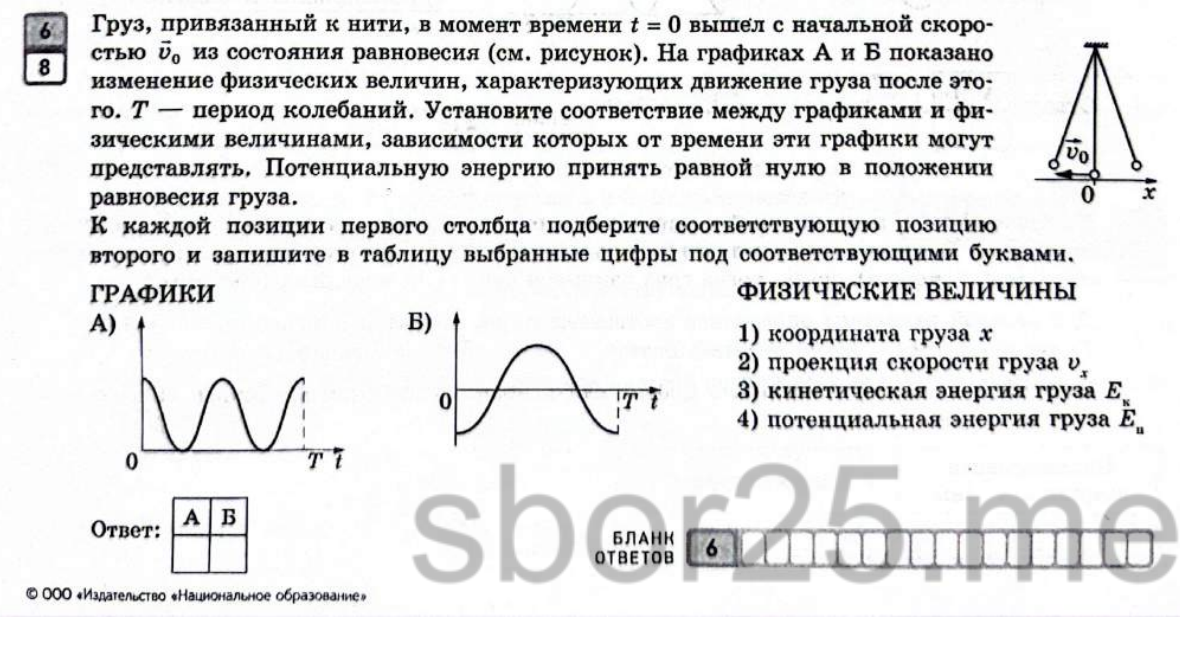 6
8
Груз, привязанный к нити, в момент времени t = 0 вышел с начальной скоро-
стью v⃗₀ из состояния равновесия (см. рисунок). На графиках А и Б показано
изменение физических величин, характеризующих движение груза после это-
го. T — период колебаний. Установите соответствие между графиками и фи-
зическими величинами, зависимости которых от времени эти графики могут
представлять. Потенциальную энергию принять равной нулю в положении
равновесия груза.
К каждой позиции первого столбца подберите соответствующую позицию
второго и запишите в таблицу выбранные цифры под соответствующими буквами.
v⃗₀
0 x
ГРАФИКИ
А)
0 T t
Б)
0 T t
ФИЗИЧЕСКИЕ ВЕЛИЧИНЫ
1) координата груза x
2) проекция скорости груза vₓ
3) кинетическая энергия груза Eк
4) потенциальная энергия груза Eп
Ответ:
А Б
БЛАНК
ОТВЕТОВ
6
sbor25.me
© ООО «Издательство «Национальное образование»